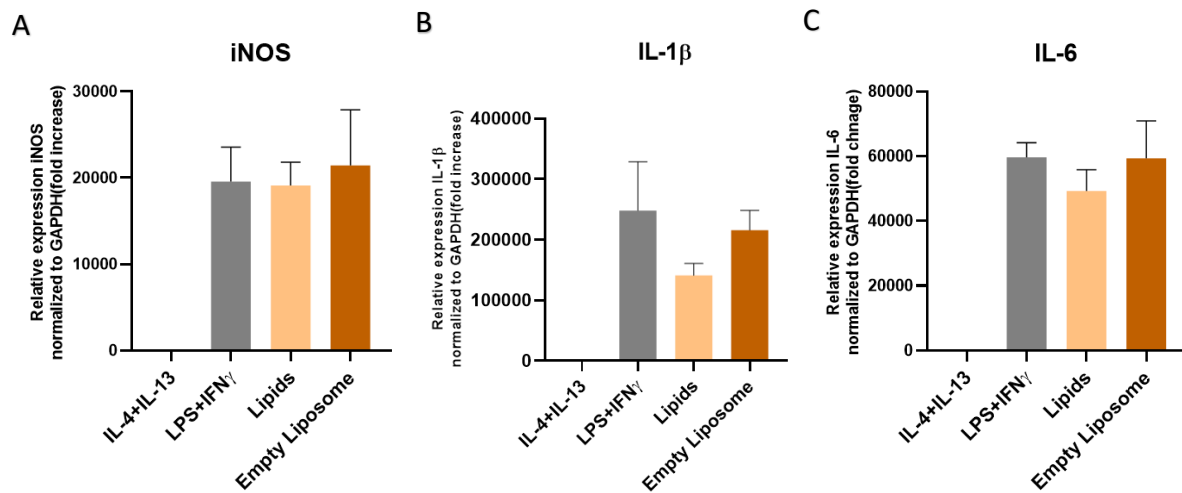 A
iNOS
Relative expression iNOS
normalized to GAPDH(fold increase)
30000
20000
10000
0
IL-4+IL-13
LPS+IFNγ
Lipids
Empty Liposome
B
IL-1β
Relative expression IL-1β
normalized to GAPDH(fold increase)
400000
300000
200000
100000
0
IL-4+IL-13
LPS+IFNγ
Lipids
Empty Liposome
C
IL-6
Relative expression IL-6
normalized to GAPDH(fold chnage)
80000
60000
40000
20000
0
IL-4+IL-13
LPS+IFNγ
Lipids
Empty Liposome